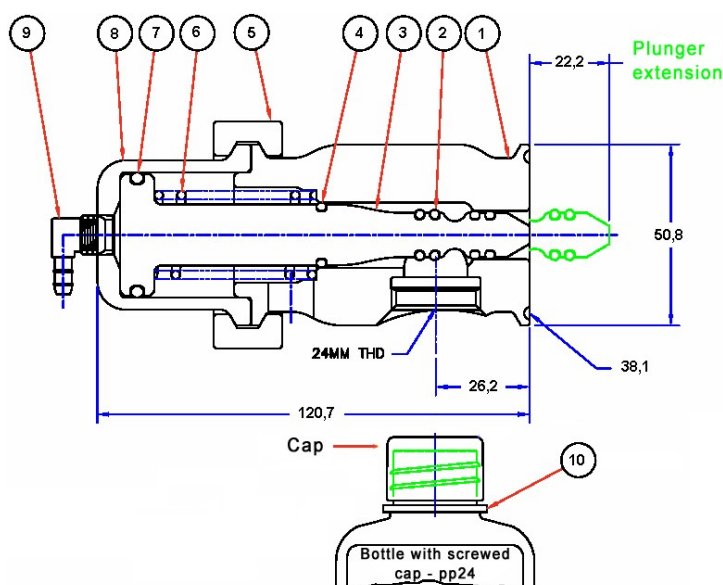 9
8
7
6
5
4
3
2
1
22,2
Plunger
extension
50,8
24MM THD
38,1
26,2
120,7
Cap
10
Bottle with screwed
cap - pp24